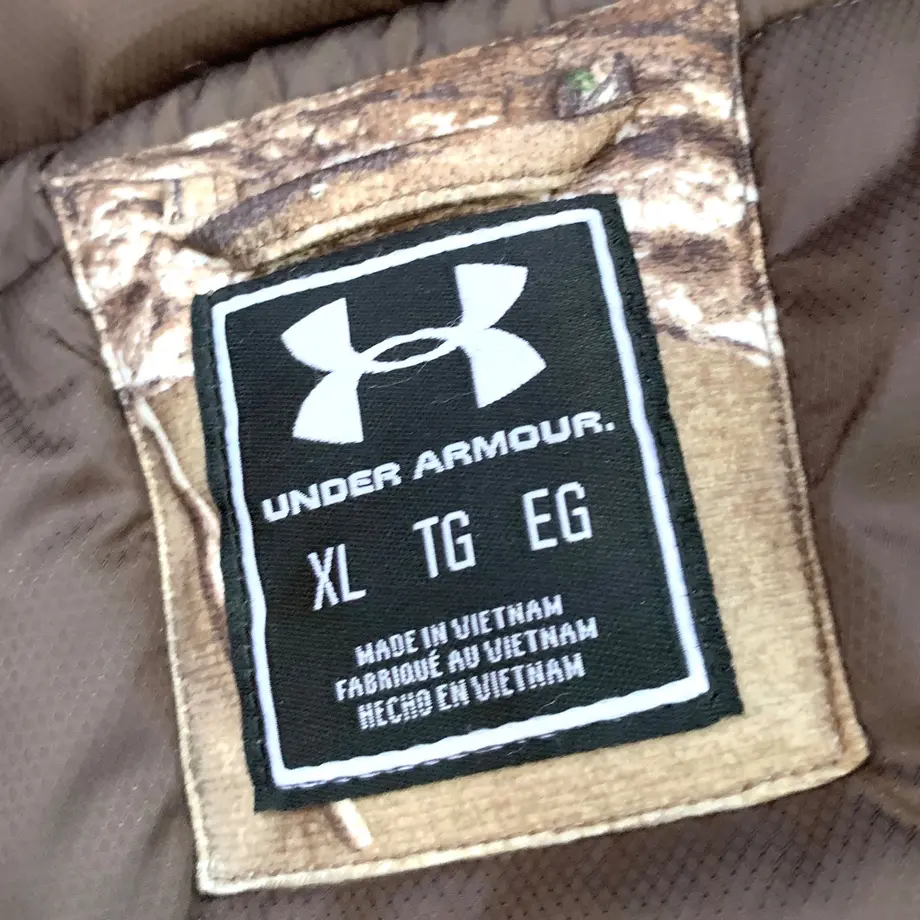 UNDER ARMOUR.
XL TG EG
MADE IN VIETNAM
FABRIQUÉ AU VIETNAM
HECHO EN VIETNAM